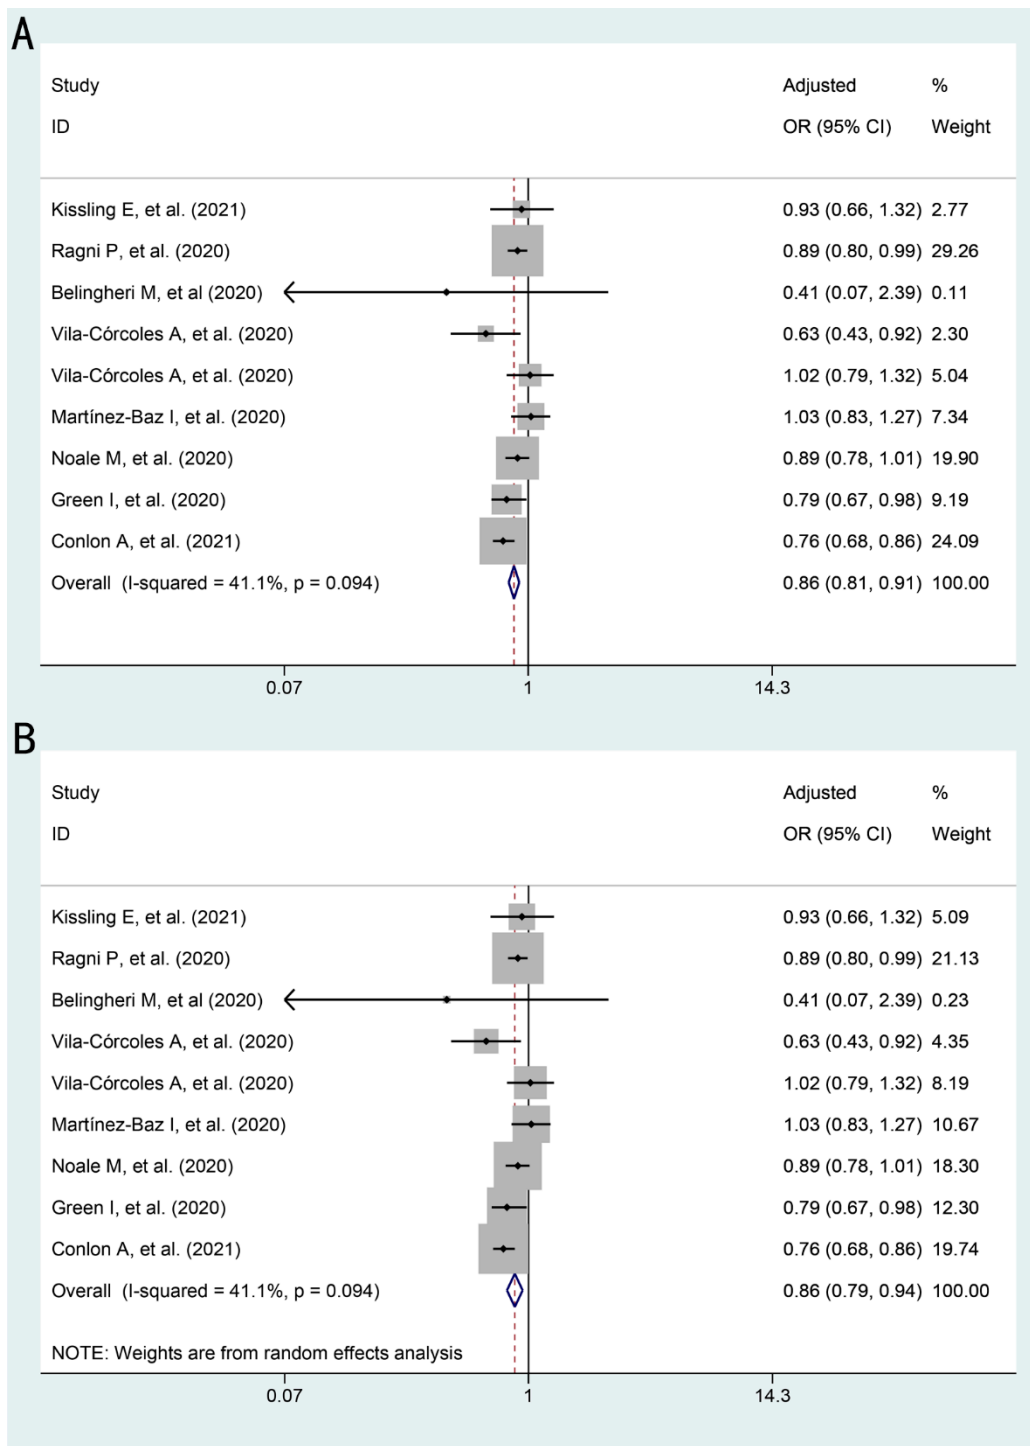 A
Study Adjusted %
ID OR (95% CI) Weight
Kissling E, et al. (2021) 0.93 (0.66, 1.32) 2.77
Ragni P, et al. (2020) 0.89 (0.80, 0.99) 29.26
Belingheri M, et al (2020) 0.41 (0.07, 2.39) 0.11
Vila-Córcoles A, et al. (2020) 0.63 (0.43, 0.92) 2.30
Vila-Córcoles A, et al. (2020) 1.02 (0.79, 1.32) 5.04
Martínez-Baz I, et al. (2020) 1.03 (0.83, 1.27) 7.34
Noale M, et al. (2020) 0.89 (0.78, 1.01) 19.90
Green I, et al. (2020) 0.79 (0.67, 0.98) 9.19
Conlon A, et al. (2021) 0.76 (0.68, 0.86) 24.09
Overall (I-squared = 41.1%, p = 0.094) 0.86 (0.81, 0.91) 100.00
0.07 1 14.3
B
Study Adjusted %
ID OR (95% CI) Weight
Kissling E, et al. (2021) 0.93 (0.66, 1.32) 5.09
Ragni P, et al. (2020) 0.89 (0.80, 0.99) 21.13
Belingheri M, et al (2020) 0.41 (0.07, 2.39) 0.23
Vila-Córcoles A, et al. (2020) 0.63 (0.43, 0.92) 4.35
Vila-Córcoles A, et al. (2020) 1.02 (0.79, 1.32) 8.19
Martínez-Baz I, et al. (2020) 1.03 (0.83, 1.27) 10.67
Noale M, et al. (2020) 0.89 (0.78, 1.01) 18.30
Green I, et al. (2020) 0.79 (0.67, 0.98) 12.30
Conlon A, et al. (2021) 0.76 (0.68, 0.86) 19.74
Overall (I-squared = 41.1%, p = 0.094) 0.86 (0.79, 0.94) 100.00
NOTE: Weights are from random effects analysis
0.07 1 14.3